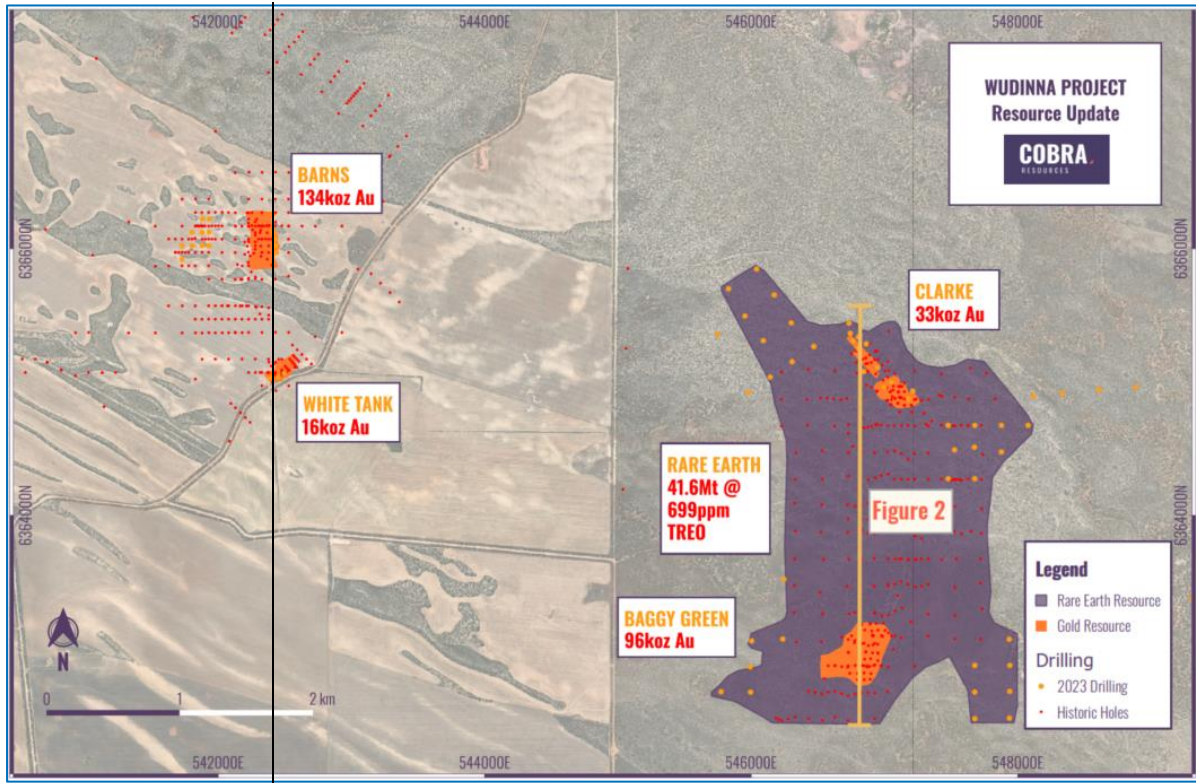 542000E
544000E
546000E
548000E
WUDINNA PROJECT
Resource Update
COBRA.
RESOURCES
BARNS
134koz Au
6366000N
6366000N
CLARKE
33koz Au
WHITE TANK
16koz Au
RARE EARTH
41.6Mt @
699ppm
TREO
Figure 2
6364000N
6364000N
Legend
Rare Earth Resource
Gold Resource
Drilling
2023 Drilling
Historic Holes
BAGGY GREEN
96koz Au
N
0
1
2 km
542000E
544000E
546000E
548000E